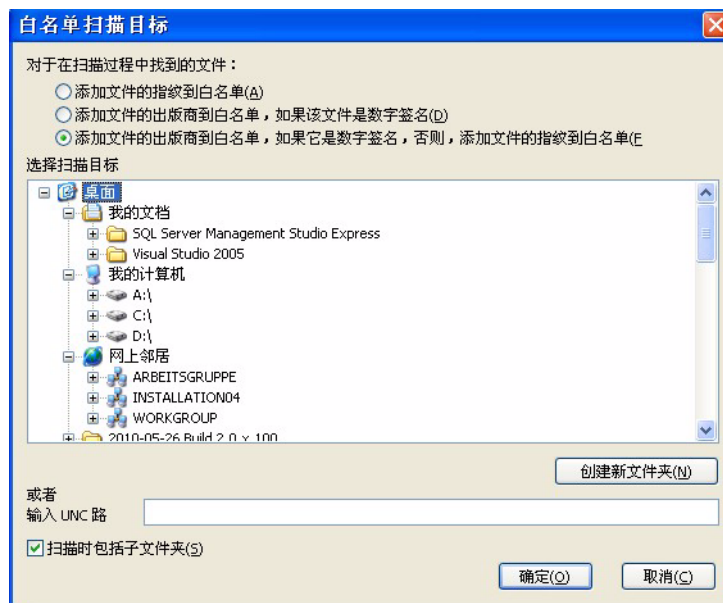 白名单扫描目标
对于在扫描过程中找到的文件：
添加文件的指纹到白名单(A)
添加文件的出版商到白名单，如果该文件是数字签名(D)
添加文件的出版商到白名单，如果它是数字签名，否则，添加文件的指纹到白名单(F
选择扫描目标
桌面
我的文档
SQL Server Management Studio Express
Visual Studio 2005
我的计算机
A:\
C:\
D:\
网上邻居
ARBEITSGRUPPE
INSTALLATION04
WORKGROUP
2010-05-26 Build 2.0 x 100
创建新文件夹(N)
或者
输入 UNC 路
扫描时包括子文件夹(S)
确定(O)
取消(C)